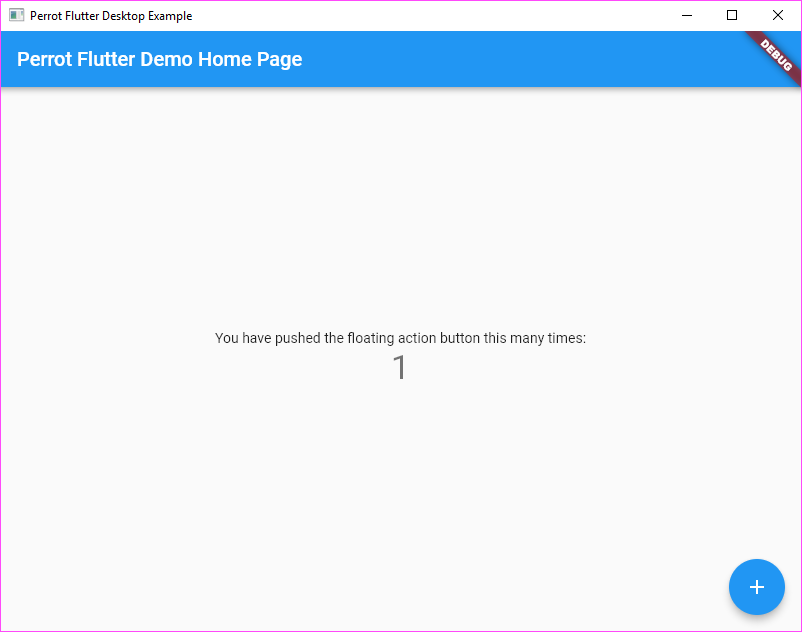 Perrot Flutter Desktop Example
Perrot Flutter Demo Home Page
DEBUG
You have pushed the floating action button this many times:
1